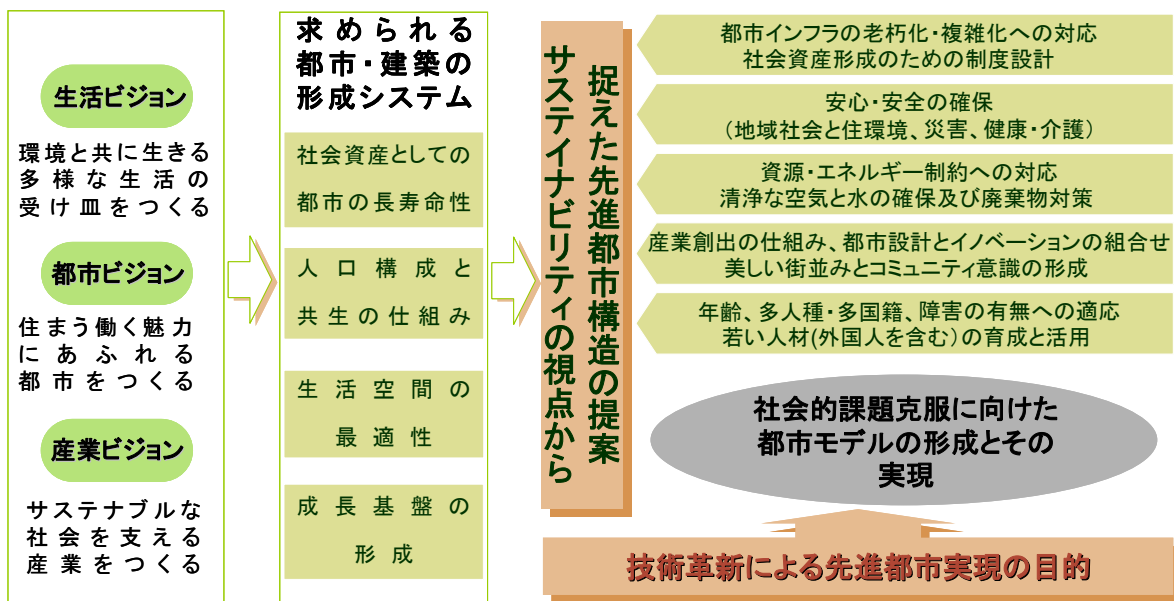 生活ビジョン
環境と共に生きる
多様な生活の
受け皿をつくる
都市ビジョン
住まう働く魅力
にあふれる
都市をつくる
産業ビジョン
サステナブルな
社会を支える
産業をつくる
求められる
都市・建築の
形成システム
社会資産としての
都市の長寿命性
人口構成と
共生の仕組み
生活空間の
最適性
成長基盤の
形成
サステイナビリティの視点から
捉えた先進都市構造の提案
都市インフラの老朽化・複雑化への対応
社会資産形成のための制度設計
安心・安全の確保
（地域社会と住環境、災害、健康・介護）
資源・エネルギー制約への対応
清浄な空気と水の確保及び廃棄物対策
産業創出の仕組み、都市設計とイノベーションの組合せ
美しい街並みとコミュニティ意識の形成
年齢、多人種・多国籍、障害の有無への適応
若い人材(外国人を含む）の育成と活用
社会的課題克服に向けた
都市モデルの形成とその
実現
技術革新による先進都市実現の目的